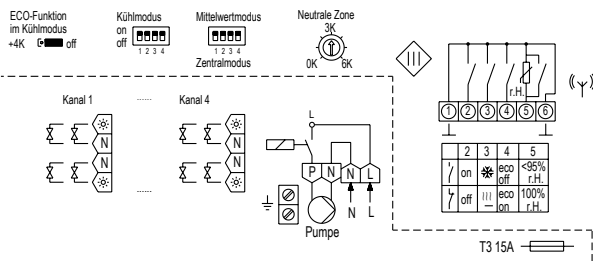 ECO-Funktion
im Kühlmodus
+4K off
Kühlmodus
on
off
1 2 3 4
Mittelwertmodus
1 2 3 4
Zentralmodus
Neutrale Zone
3K
0K 6K
r.H.
1 2 3 4 5 6
Kanal 1 ...... Kanal 4
N N
N N
......
L
P N N L
N L
Pumpe
2 3 4 5
on eco off <95% r.H.
off eco on 100% r.H.
T3 15A